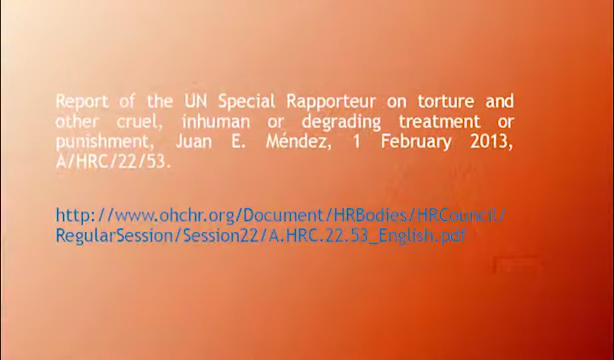 Report of the UN Special Rapporteur on torture and
other cruel, inhuman or degrading treatment or
punishment, Juan E. Méndez, 1 February 2013,
A/HRC/22/53.
http://www.ohchr.org/Document/HRBodies/HRCouncil/
RegularSession/Session22/A.HRC.22.53_English.pdf